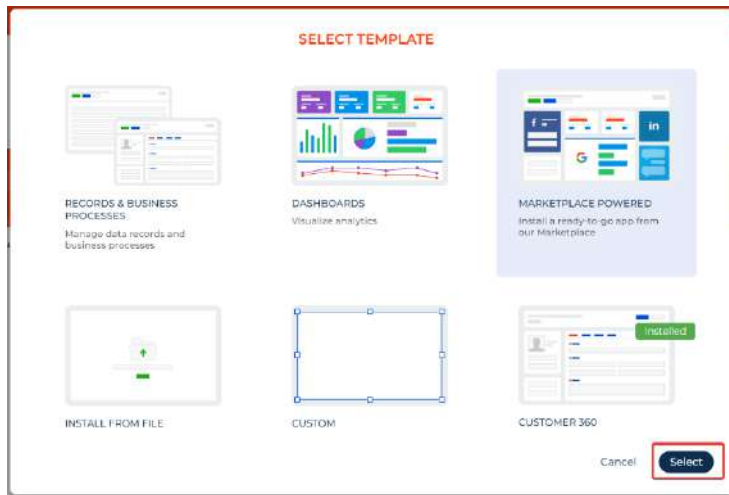 SELECT TEMPLATE
RECORDS & BUSINESS
PROCESSES
Manage data records and
business processes
DASHBOARDS
Visualize analytics
f
in
G
MARKETPLACE POWERED
Install a ready-to-go app from
our Marketplace
INSTALL FROM FILE
CUSTOM
Installed
CUSTOMER 360
Cancel
Select